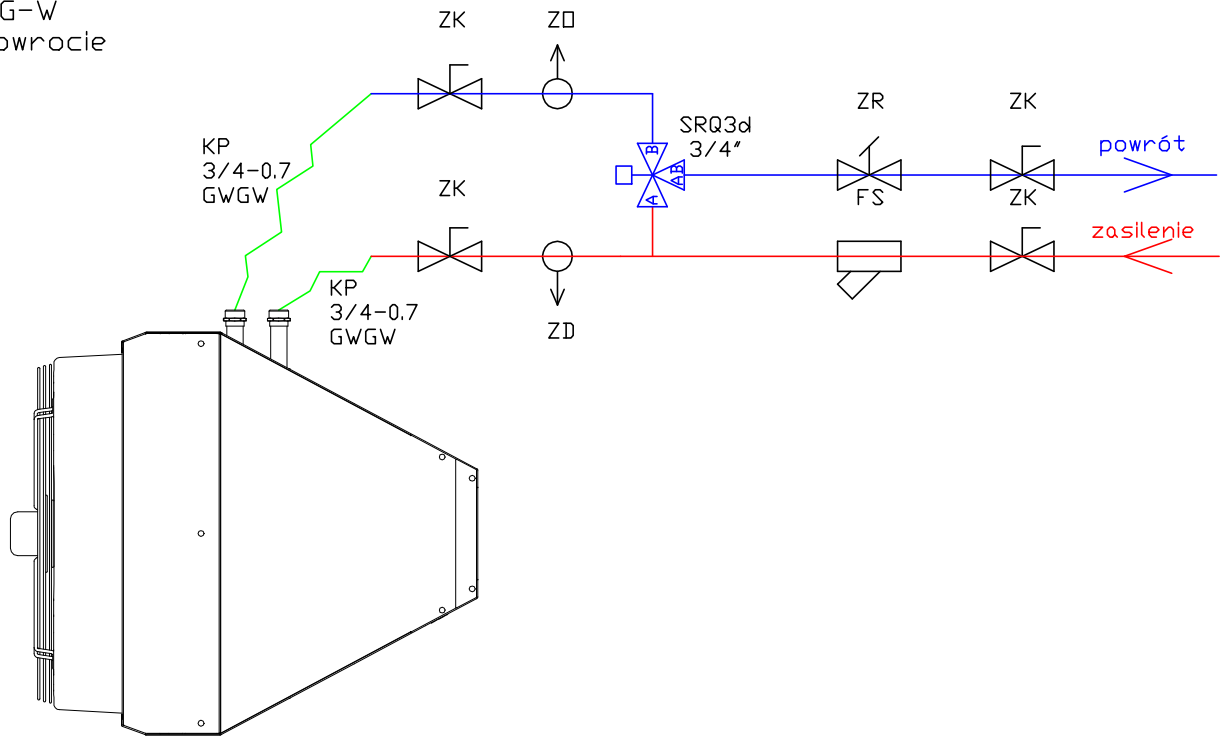 G-W
owrocie
ZK
ZO
SRQ3d
3/4"
ZR
ZK
powrót
KP
3/4-0.7
GWGW
B
AB
A
ZK
FS
ZK
zasilenie
KP
3/4-0.7
GWGW
ZD